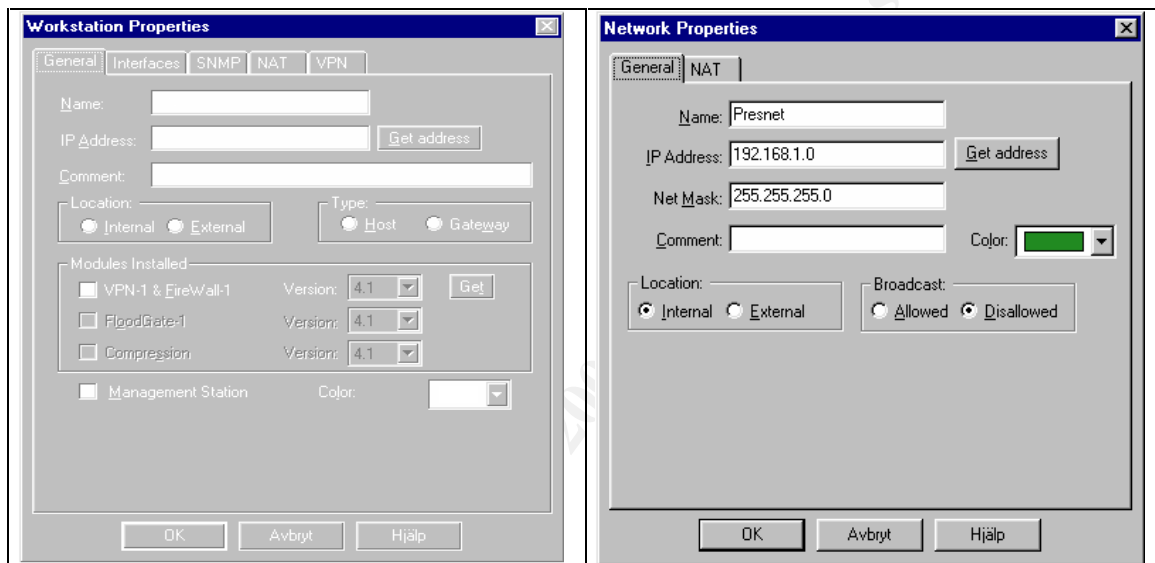 Workstation Properties
General Interfaces SNMP NAT VPN
Name:
IP Address: Get address
Comment:
Location: Type:
Internal External Host Gateway
Modules Installed
VPN-1 & FireWall-1 Version: 4.1 Get
FloodGate-1 Version: 4.1
Compression Version: 4.1
Management Station Color:
OK Avbryt Hjälp
Network Properties
General NAT
Name: Presnet
IP Address: 192.168.1.0 Get address
Net Mask: 255.255.255.0
Comment: Color:
Location: Broadcast:
Internal External Allowed Disallowed
OK Avbryt Hjälp